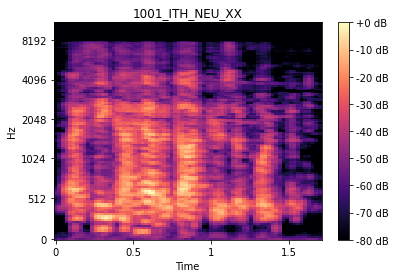 1001_ITH_NEU_XX
+0 dB
8192
-10 dB
4096
-20 dB
-30 dB
2048
Hz
-40 dB
1024
-50 dB
512
-60 dB
-70 dB
0
-80 dB
0
0.5
1
1.5
Time